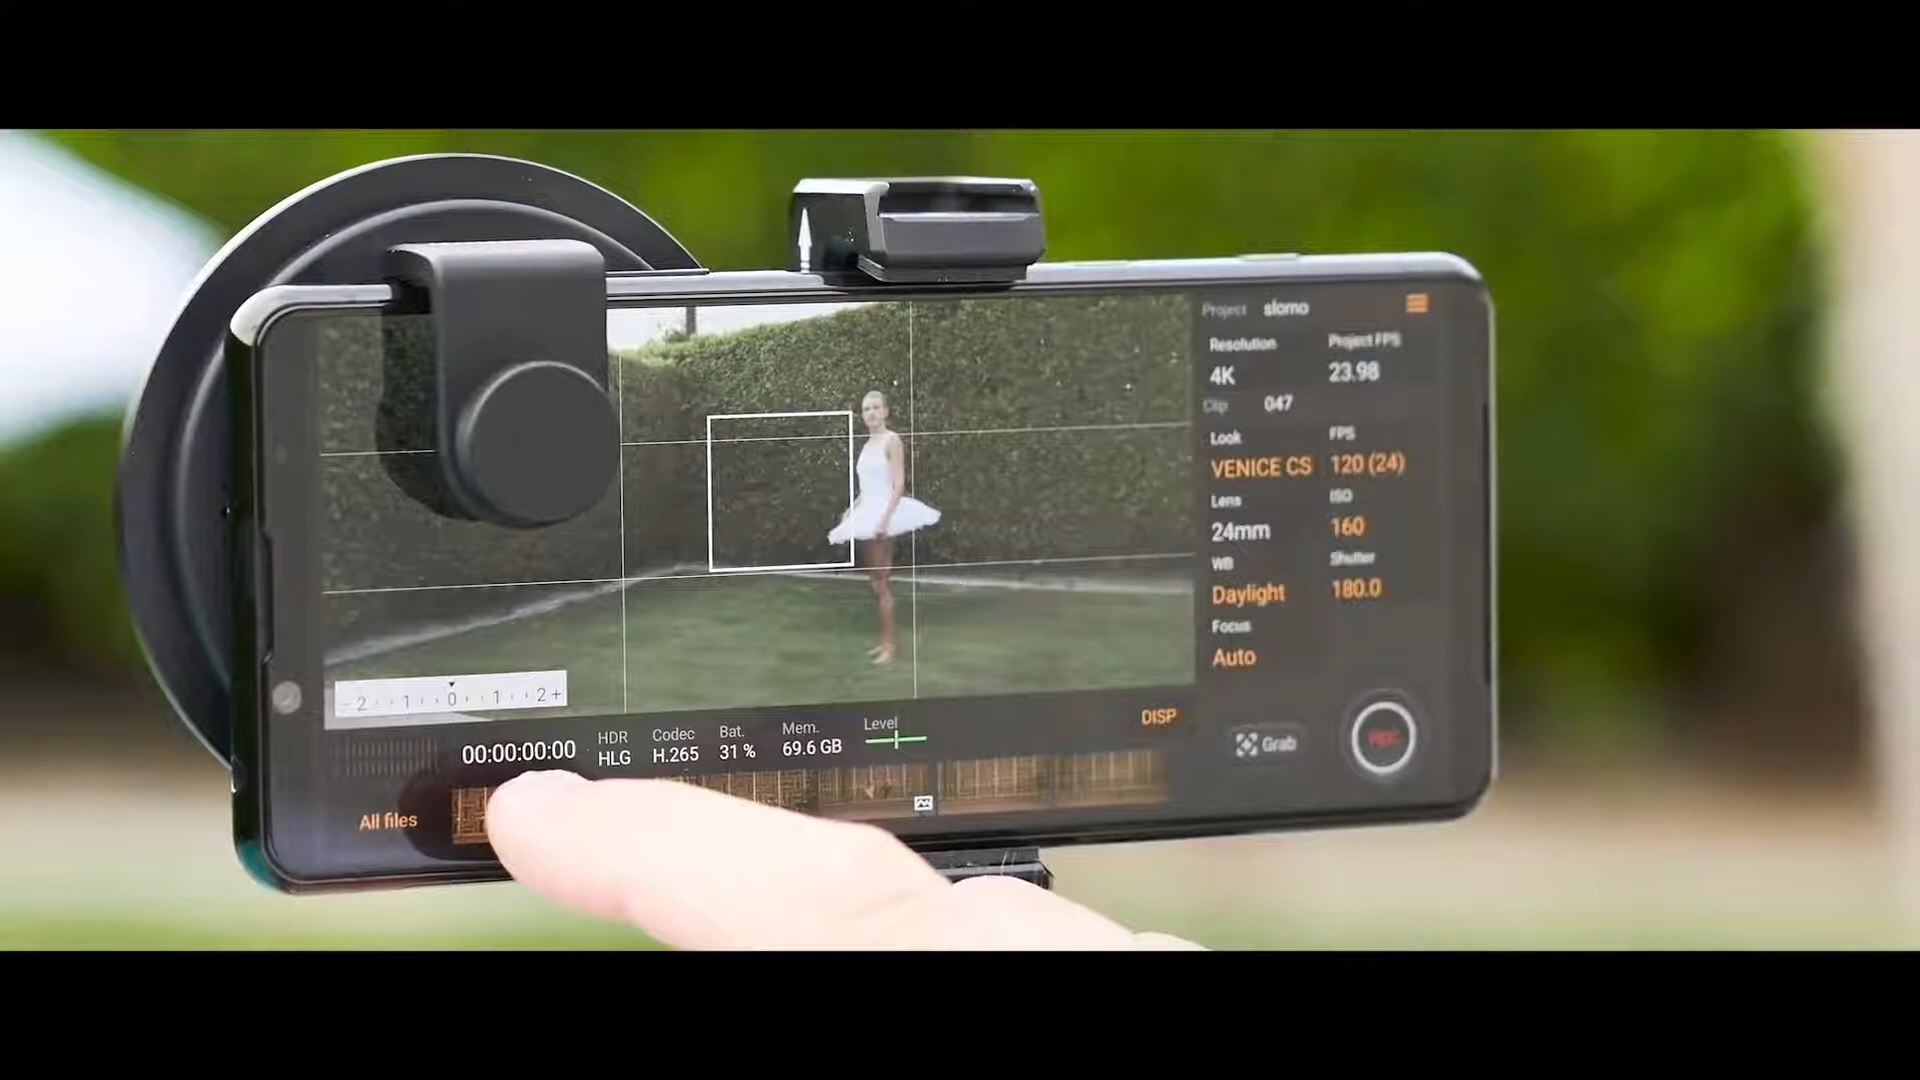 Project slomo
Resolution Project FPS
4K 23.98
Clip 047
Look FPS
VENICE CS 120 (24)
Lens ISO
24mm 160
WB Shutter
Daylight 180.0
Focus
Auto
-2 1 0 1 2+
DISP
Grab
REC
HDR Codec Bat. Mem. Level
00:00:00:00 HLG H.265 31 % 69.6 GB
All files